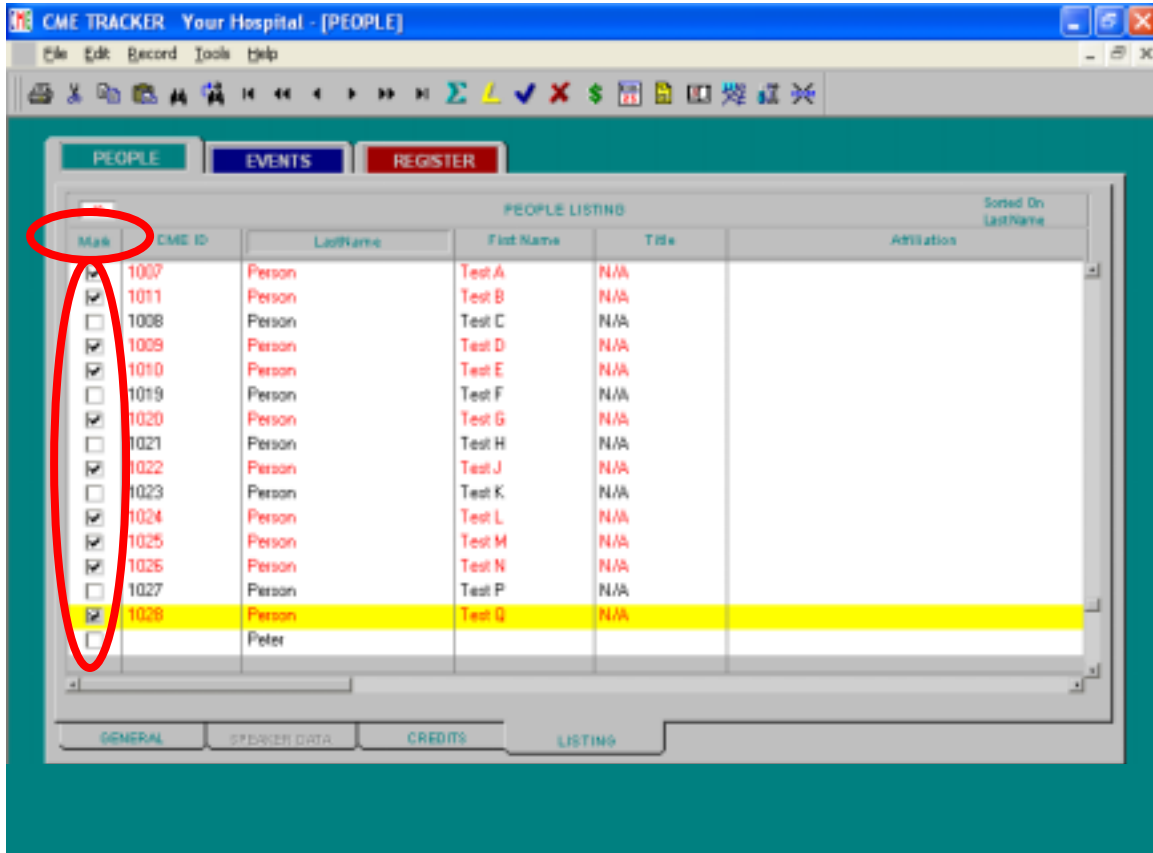 CME TRACKER Your Hospital - [PEOPLE]
File Edit Record Tools Help
PEOPLE EVENTS REGISTER
PEOPLE LISTING
Sorted On
LastName
Mark CME ID LastName First Name Title Affiliation
1007 Person Test A N/A
1011 Person Test B N/A
1008 Person Test C N/A
1009 Person Test D N/A
1010 Person Test E N/A
1019 Person Test F N/A
1020 Person Test G N/A
1021 Person Test H N/A
1022 Person Test J N/A
1023 Person Test K N/A
1024 Person Test L N/A
1025 Person Test M N/A
1026 Person Test N N/A
1027 Person Test P N/A
1028 Person Test Q N/A
Peter
GENERAL SPEAKER DATA CREDITS LISTING